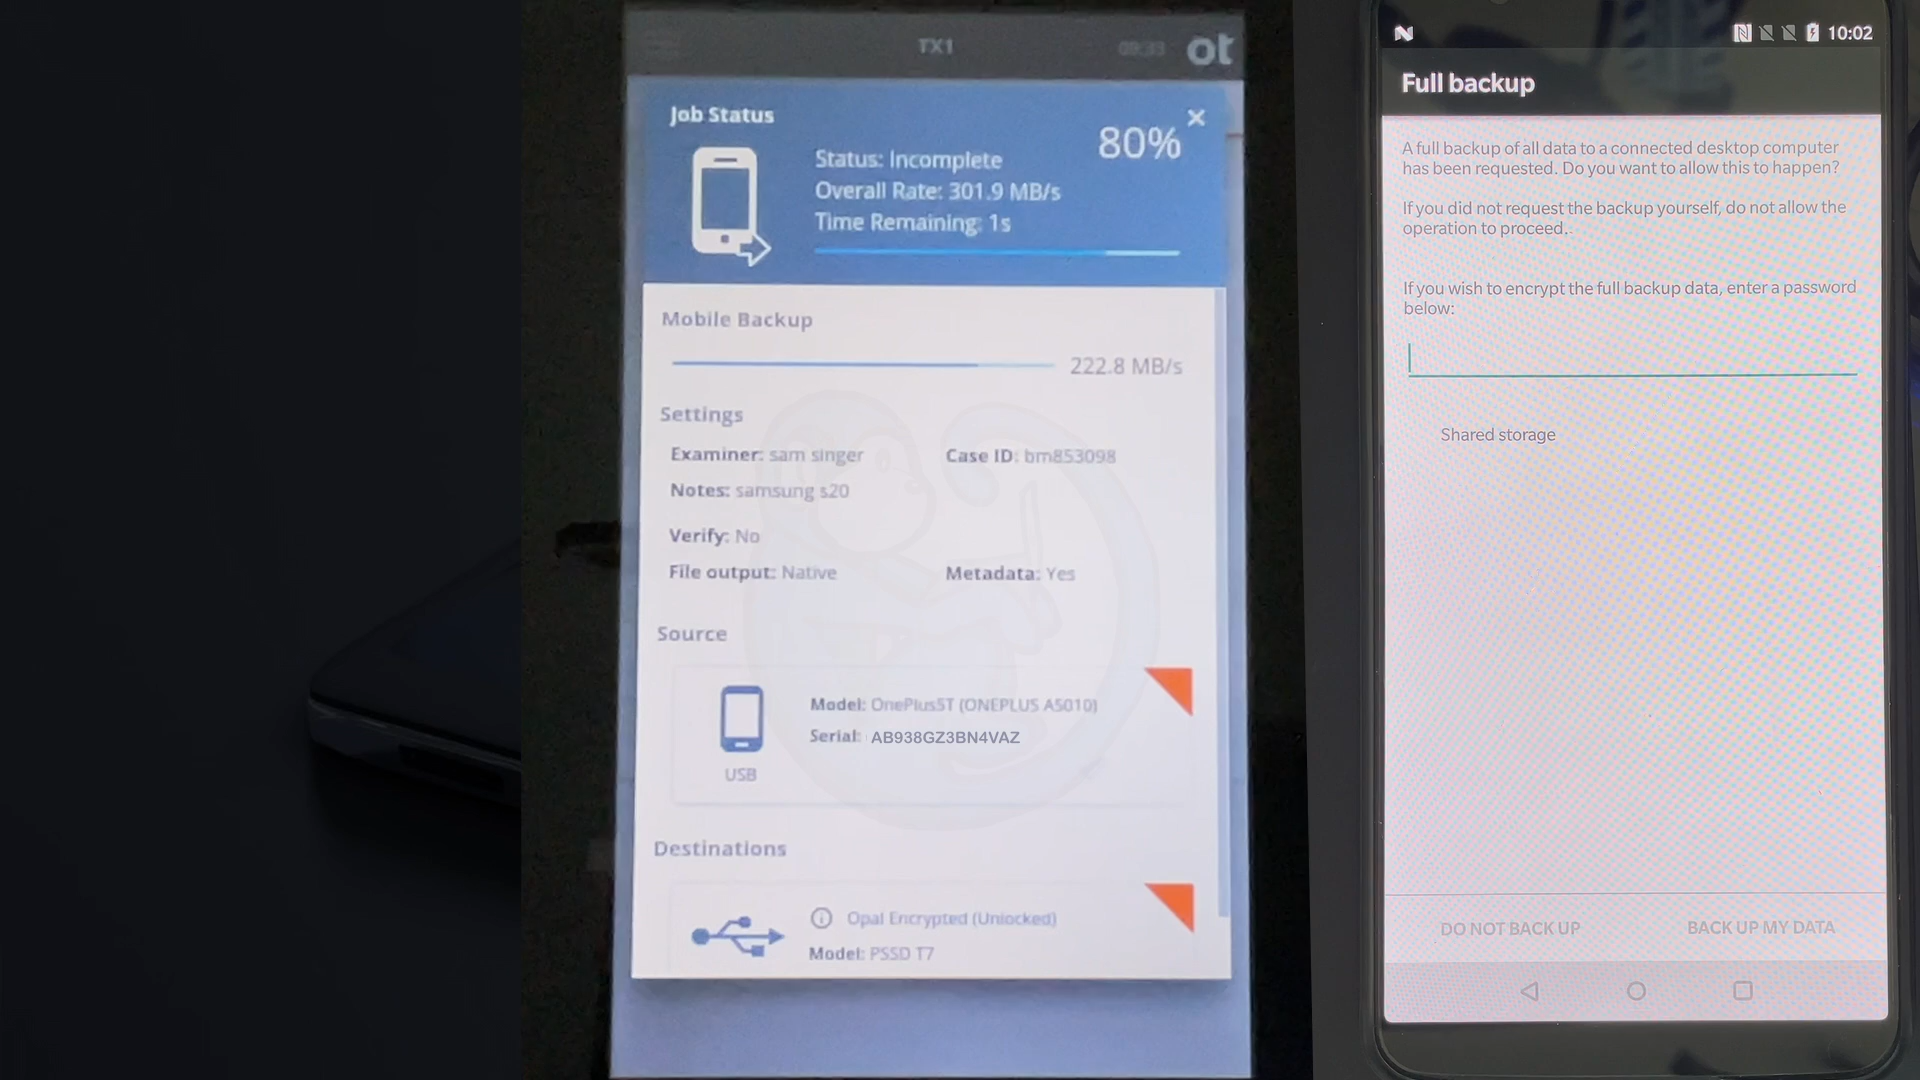 TX1
09:33
ot
Job Status
80%
Status: Incomplete
Overall Rate: 301.9 MB/s
Time Remaining: 1s
Mobile Backup
222.8 MB/s
Settings
Examiner: sam singer
Case ID: bm853098
Notes: samsung s20
Verify: No
File output: Native
Metadata: Yes
Source
Model: OnePlus5T (ONEPLUS A5010)
Serial: AB938GZ3BN4VAZ
USB
Destinations
Opal Encrypted (Unlocked)
Model: PSSD T7
10:02
Full backup
A full backup of all data to a connected desktop computer
has been requested. Do you want to allow this to happen?
If you did not request the backup yourself, do not allow the
operation to proceed.
If you wish to encrypt the full backup data, enter a password
below:
Shared storage
DO NOT BACK UP
BACK UP MY DATA